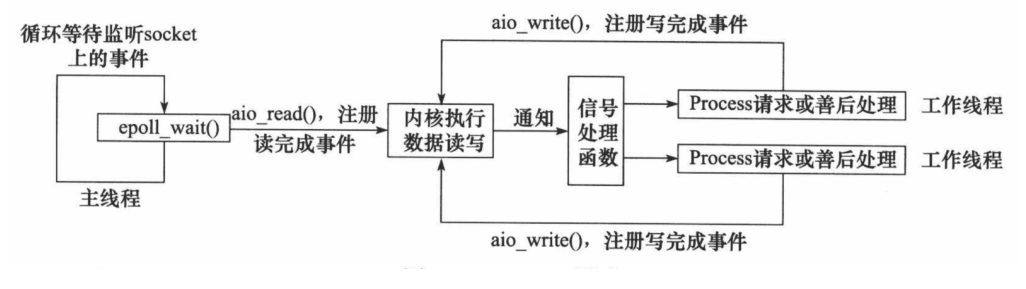 aio_write()，注册写完成事件
循环等待监听socket
上的事件
epoll_wait()
主线程
aio_read()，注册
读完成事件
内核执行
数据读写
通知
信号
处理
函数
Process请求或善后处理
工作线程
Process请求或善后处理
工作线程
aio_write()，注册写完成事件